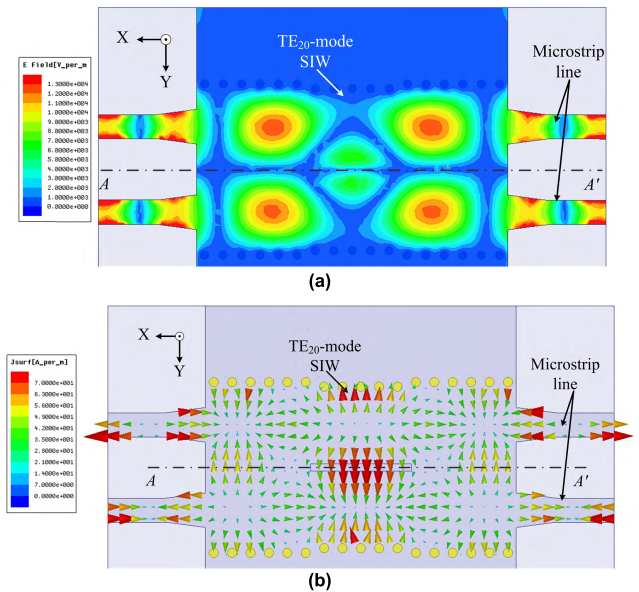 X
Y
TE20-mode
SIW
Microstrip
line
E Field[V_per_m
1.3000e+004
1.2000e+004
1.1000e+004
1.0000e+004
9.0000e+003
8.0000e+003
7.0000e+003
6.0000e+003
5.0000e+003
4.0000e+003
3.0000e+003
2.0000e+003
1.0000e+003
0.0000e+000
A
A'
(a)
X
Y
TE20-mode
SIW
Microstrip
line
Jsurf[A_per_m]
7.0000e+001
6.3000e+001
5.6000e+001
4.9000e+001
4.2000e+001
3.5000e+001
2.8000e+001
2.1000e+001
1.4000e+001
7.0000e+000
0.0000e+000
A
A'
(b)